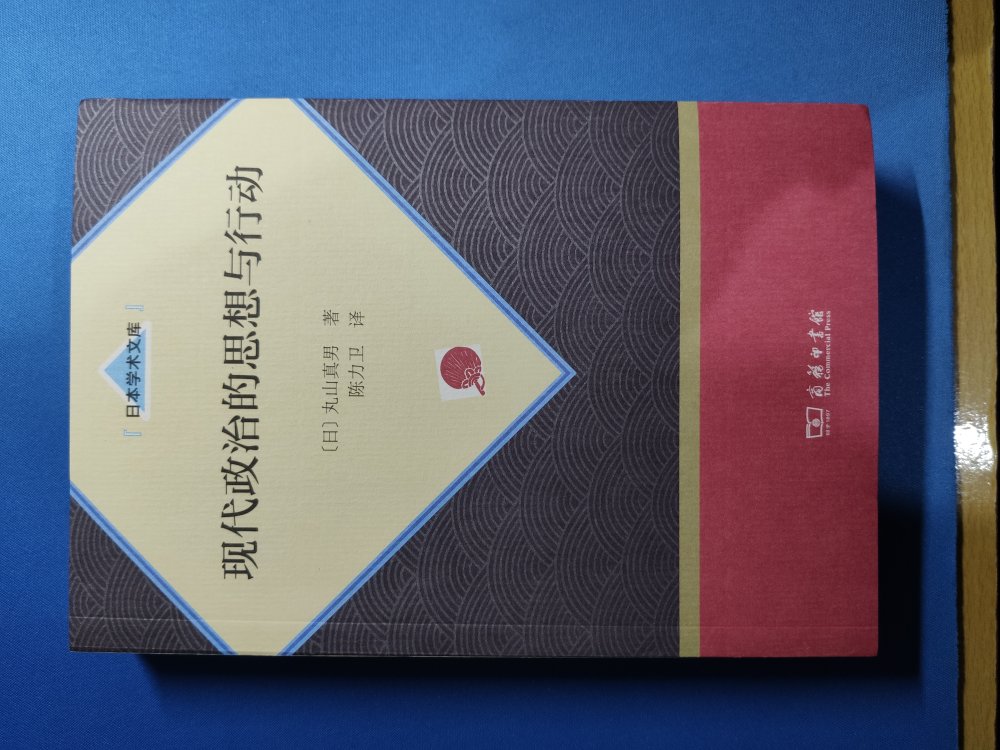 『日本学术文库』
现代政治的思想与行动
〔日〕丸山真男 著
陈力卫 译
商务印书馆
The Commercial Press